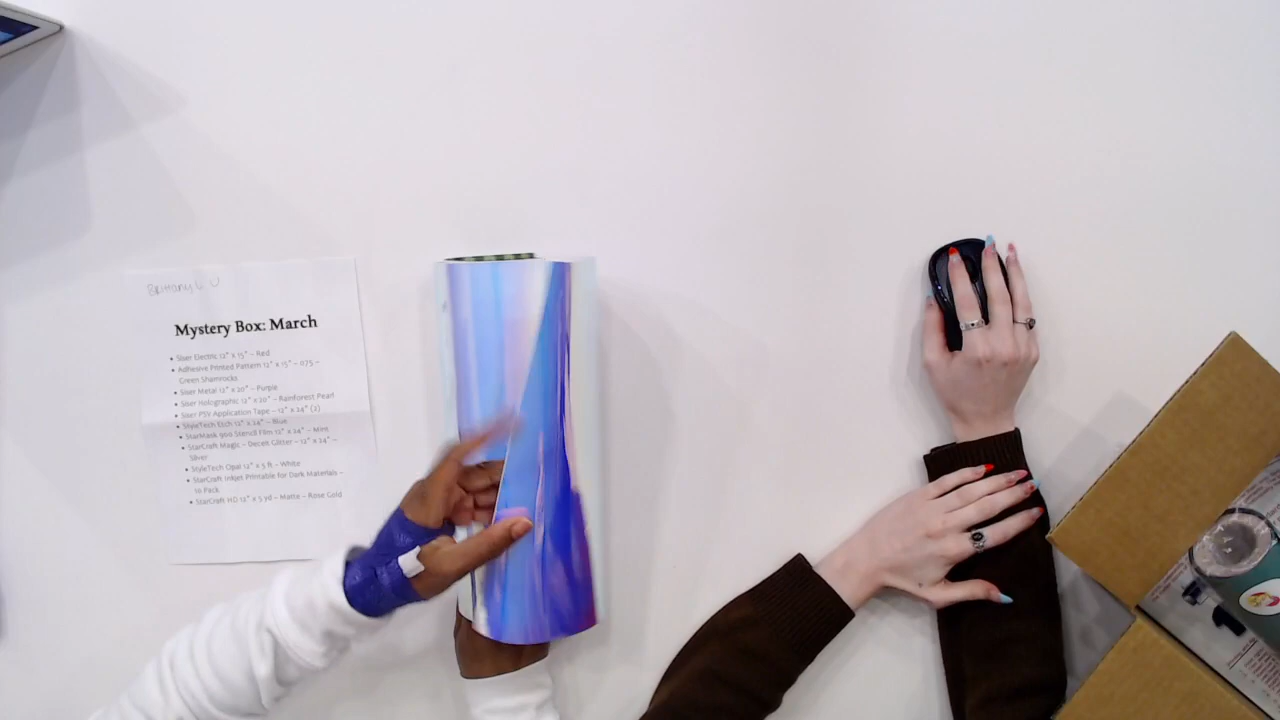 Brittany L U
Mystery Box: March
• Siser Electric 12" x 15" – Red
• Adhesive Printed Pattern 12" x 15" – 075 –
Green Shamrocks
• Siser Metal 12" x 20" – Purple
• Siser Holographic 12" x 20" – Rainforest Pearl
• Siser PSV Application Tape – 12" x 24" (2)
• StyleTech Etch 12" x 24" – Blue
• StarMask 900 Stencil Film 12" x 24" – Mint
• StarCraft Magic – Deceit Glitter – 12" x 24" –
Silver
• StyleTech Opal 12" x 5 ft – White
• StarCraft Inkjet Printable for Dark Materials –
10 Pack
• StarCraft HD 12" x 5 yd – Matte – Rose Gold